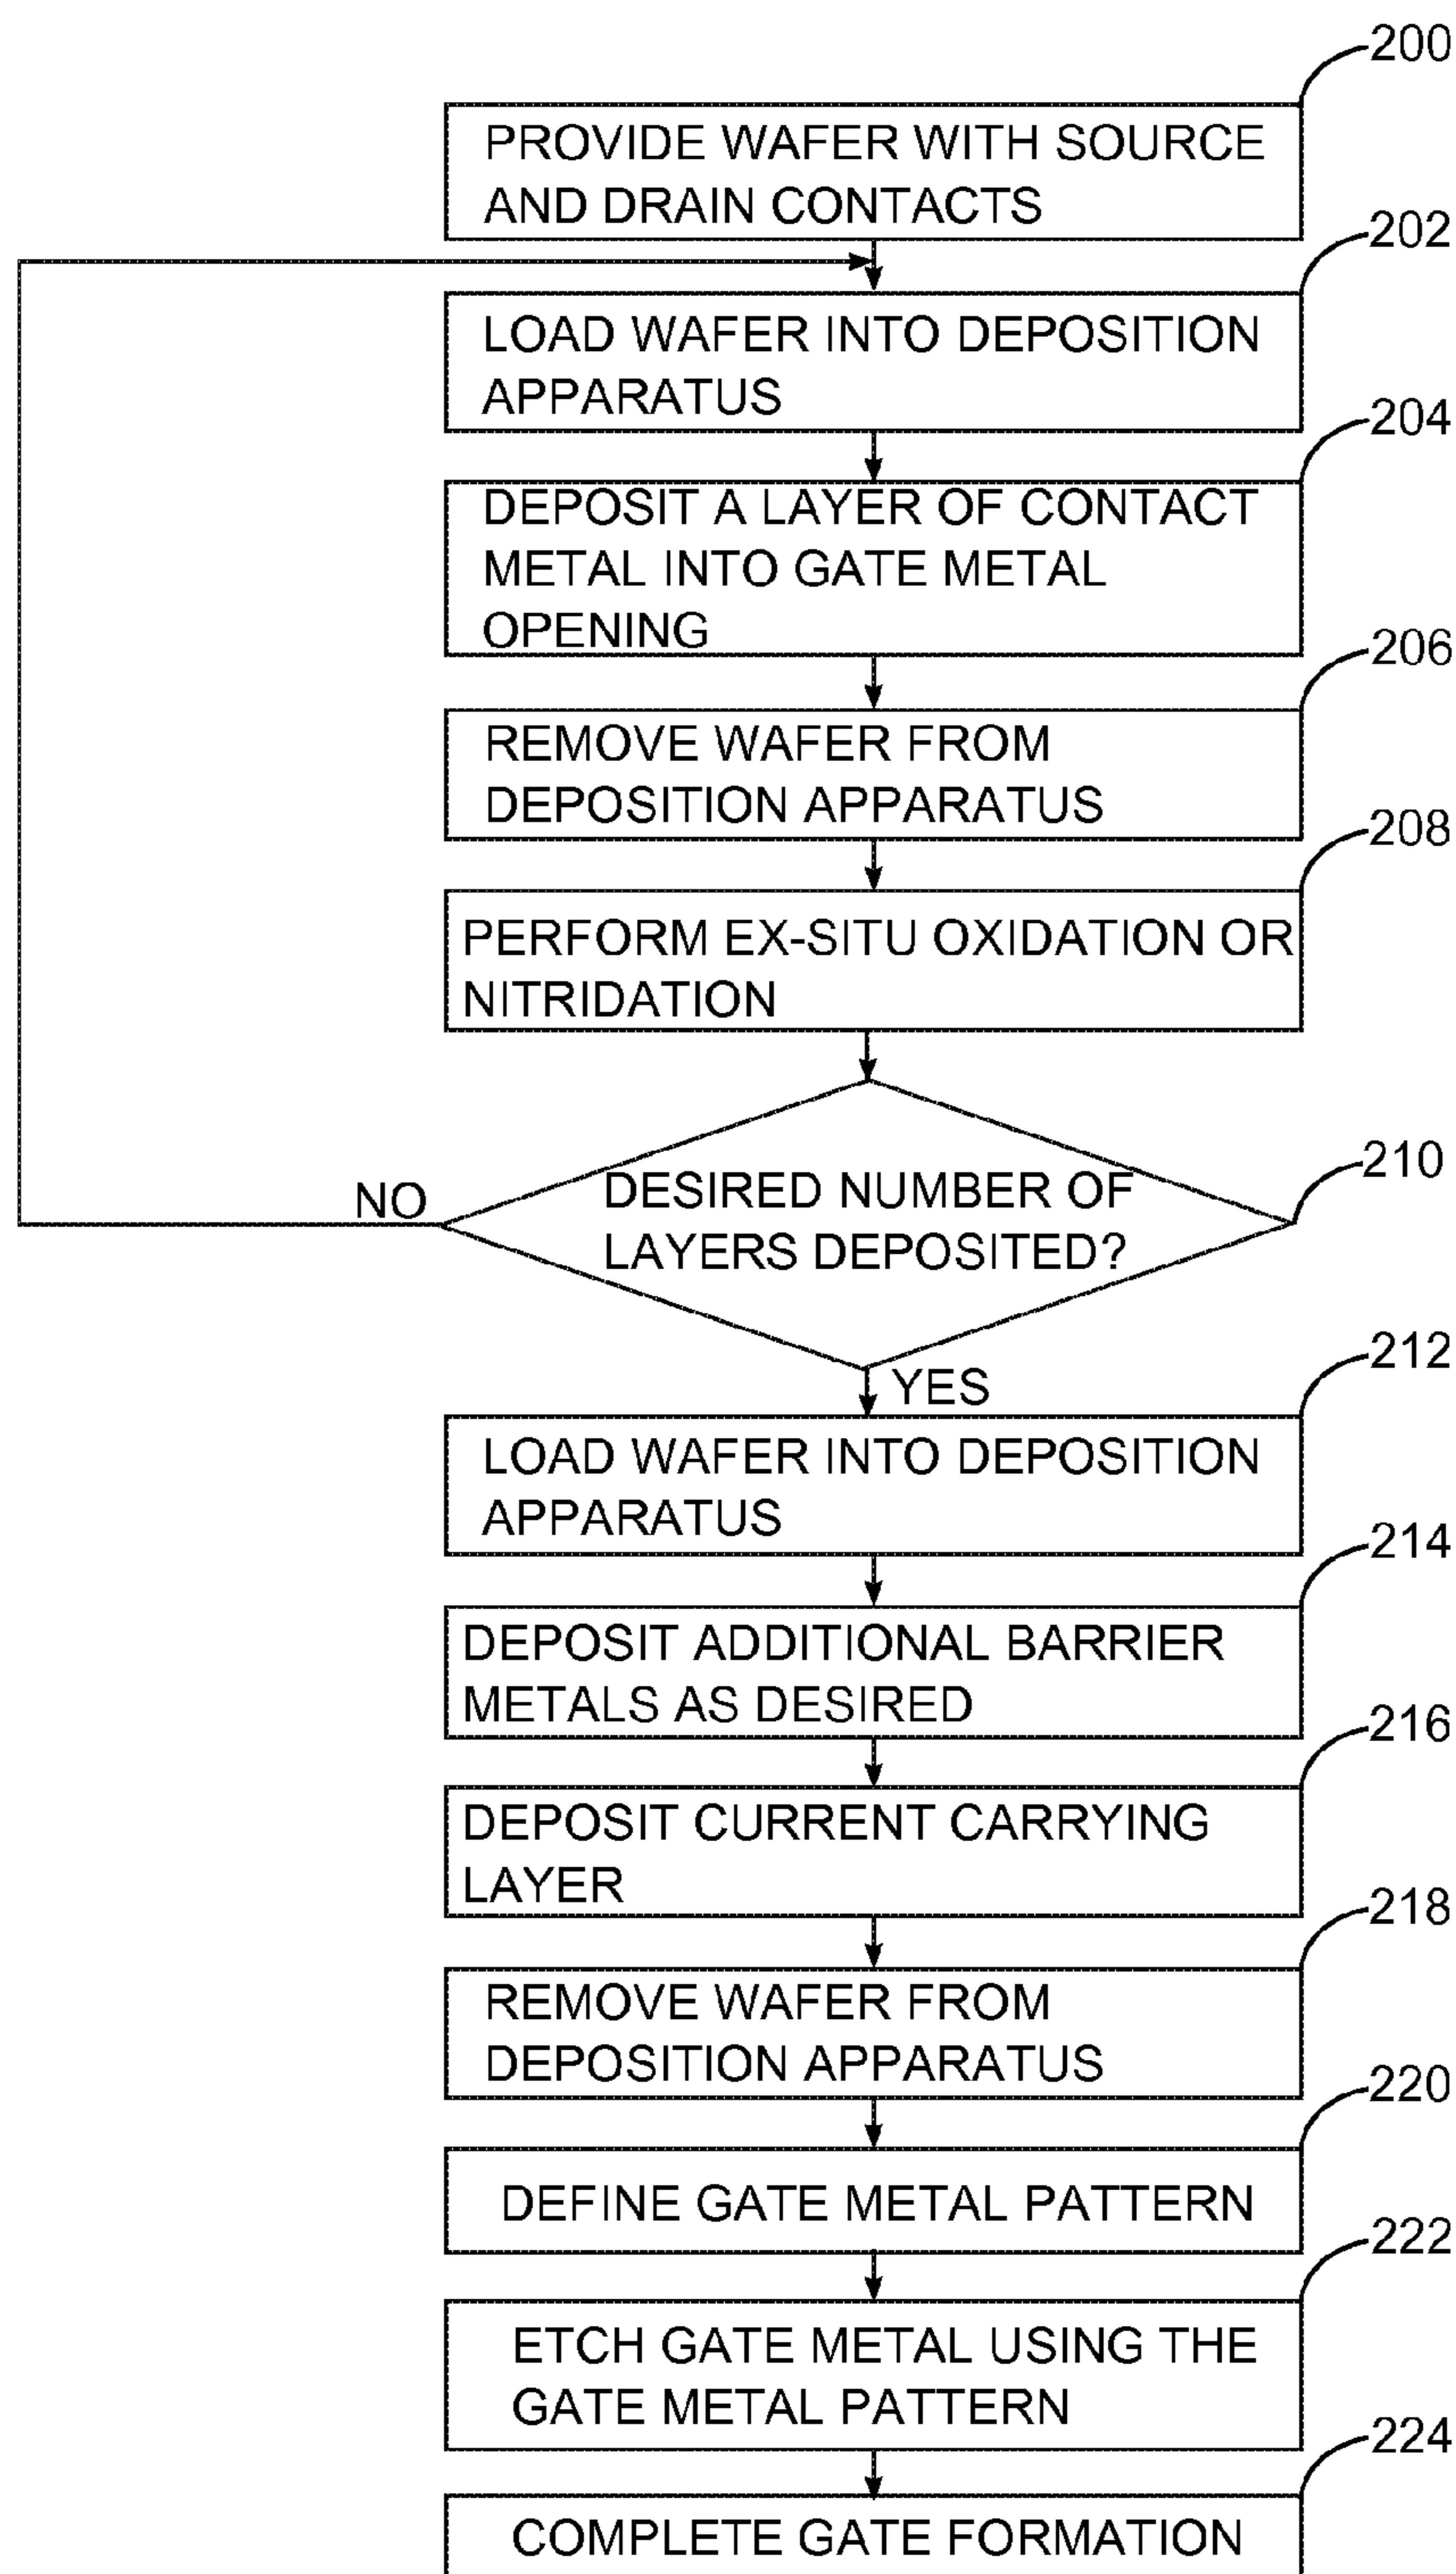 200
PROVIDE WAFER WITH SOURCE
AND DRAIN CONTACTS
202
LOAD WAFER INTO DEPOSITION
APPARATUS
204
DEPOSIT A LAYER OF CONTACT
METAL INTO GATE METAL
OPENING
206
REMOVE WAFER FROM
DEPOSITION APPARATUS
208
PERFORM EX-SITU OXIDATION OR
NITRIDATION
210
NO
DESIRED NUMBER OF
LAYERS DEPOSITED?
YES
212
LOAD WAFER INTO DEPOSITION
APPARATUS
214
DEPOSIT ADDITIONAL BARRIER
METALS AS DESIRED
216
DEPOSIT CURRENT CARRYING
LAYER
218
REMOVE WAFER FROM
DEPOSITION APPARATUS
220
DEFINE GATE METAL PATTERN
222
ETCH GATE METAL USING THE
GATE METAL PATTERN
224
COMPLETE GATE FORMATION